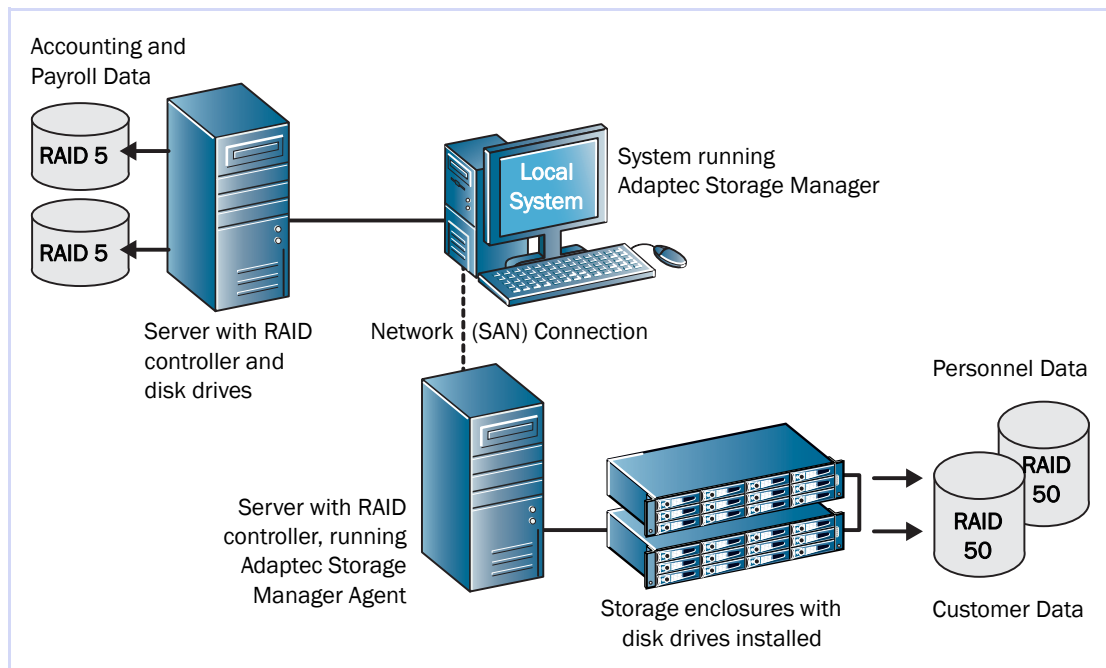 Accounting and
Payroll Data
RAID 5
RAID 5
Local
System
System running
Adaptec Storage Manager
Server with RAID
controller and
disk drives
Network (SAN) Connection
Personnel Data
RAID
50
RAID
50
Server with RAID
controller, running
Adaptec Storage
Manager Agent
Storage enclosures with
disk drives installed
Customer Data